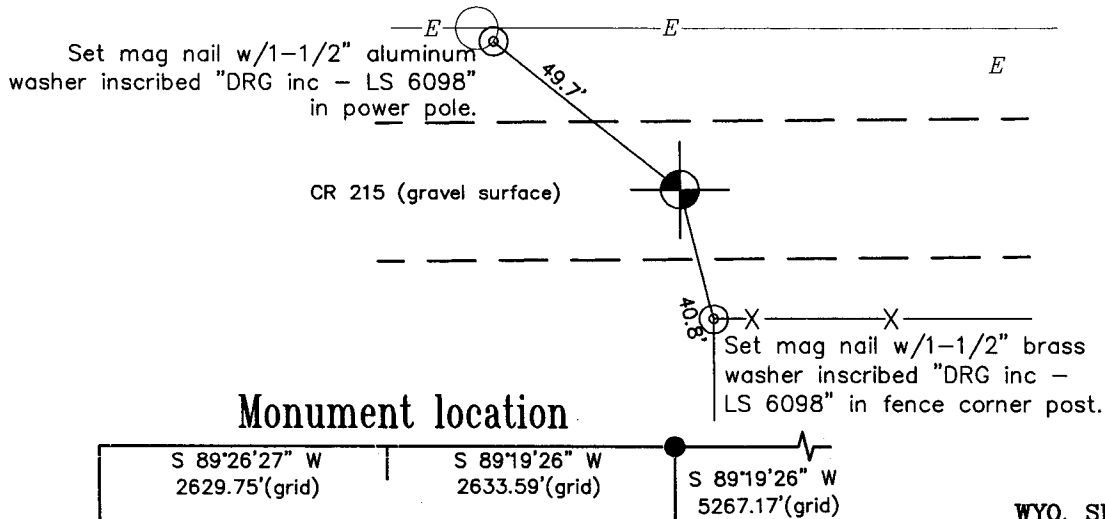 E
E
Set mag nail w/1-1/2" aluminum
washer inscribed "DRG inc - LS 6098"
in power pole.
E
49.7'
CR 215 (gravel surface)
40.8'
X
X
Set mag nail w/1-1/2" brass
washer inscribed "DRG inc -
LS 6098" in fence corner post.
Monument location
S 89°26'27" W
2629.75'(grid)
S 89°19'26" W
2633.59'(grid)
S 89°19'26" W
5267.17'(grid)